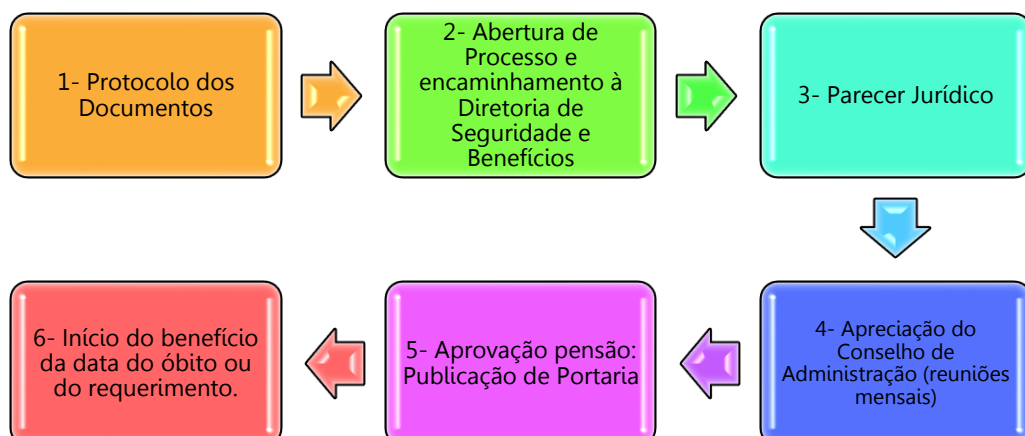 1- Protocolo dos
Documentos
2- Abertura de
Processo e
encaminhamento à
Diretoria de
Seguridade e
Benefícios
3- Parecer Jurídico
4- Apreciação do
Conselho de
Administração (reuniões
mensais)
5- Aprovação pensão:
Publicação de Portaria
6- Início do benefício
da data do óbito ou
do requerimento.